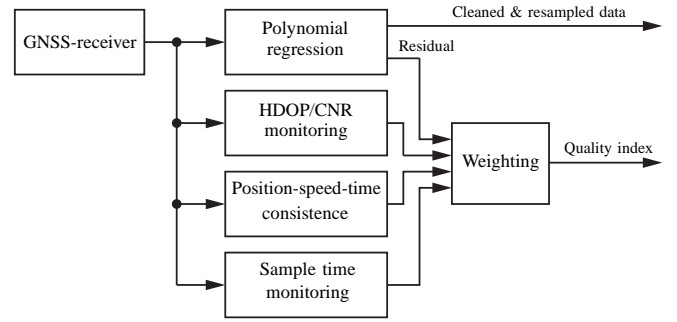 Cleaned & resampled data
GNSS-receiver
Polynomial
regression
Residual
HDOP/CNR
monitoring
Weighting
Quality index
Position-speed-time
consistence
Sample time
monitoring